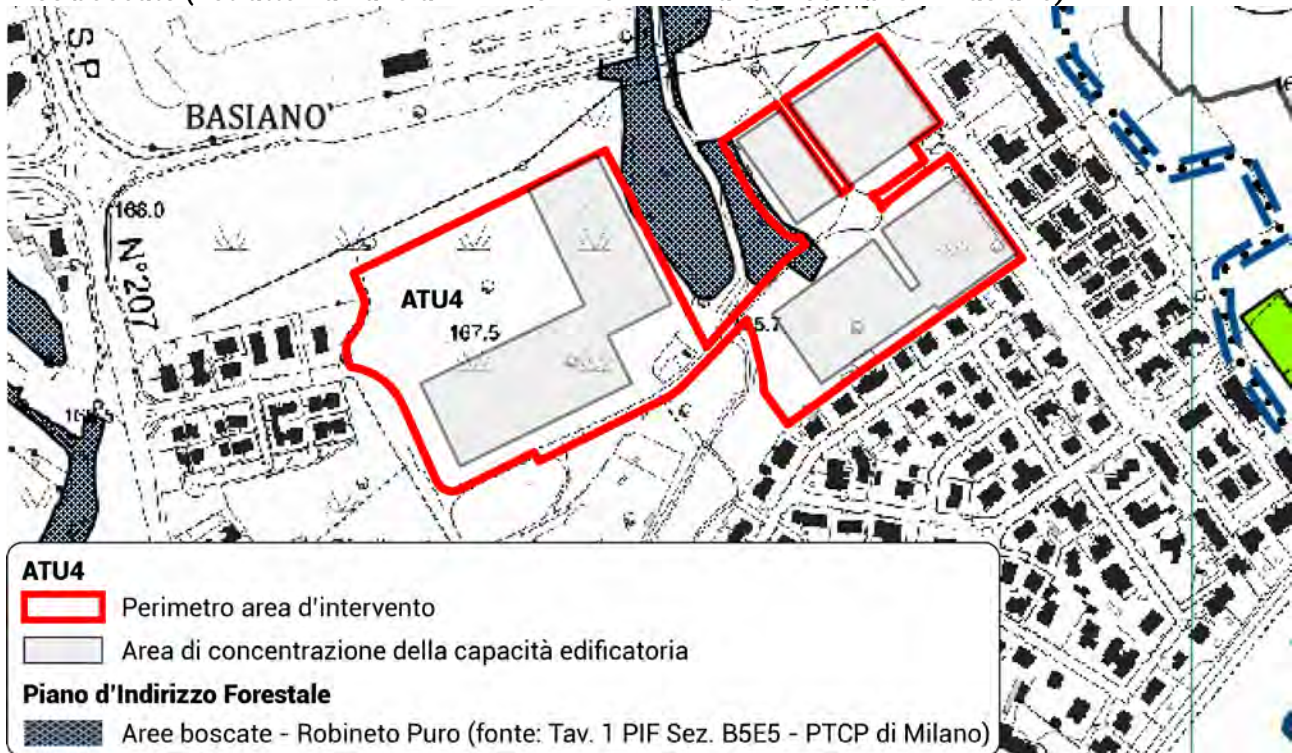 S P
BASIANO
166.0
N°207
ATU4
167.5
ATU4
Perimetro area d'intervento
Area di concentrazione della capacità edificatoria
Piano d'Indirizzo Forestale
Aree boscate - Robineto Puro (fonte: Tav. 1 PIF Sez. B5E5 - PTCP di Milano)